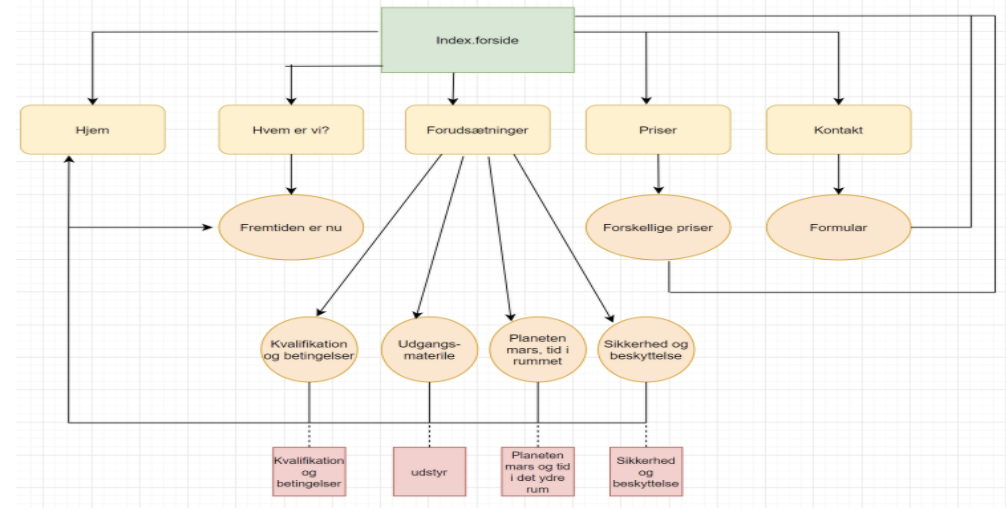 Index.forside
Hjem
Hvem er vi?
Forudsætninger
Priser
Kontakt
Fremtiden er nu
Forskellige priser
Formular
Kvalifikation
og betingelser
Udgangs-
materile
Planeten
mars, tid i
rummet
Sikkerhed og
beskyttelse
Kvalifikation
og
betingelser
udstyr
Planeten
mars og tid
i det ydre
rum
Sikkerhed
og
beskyttelse